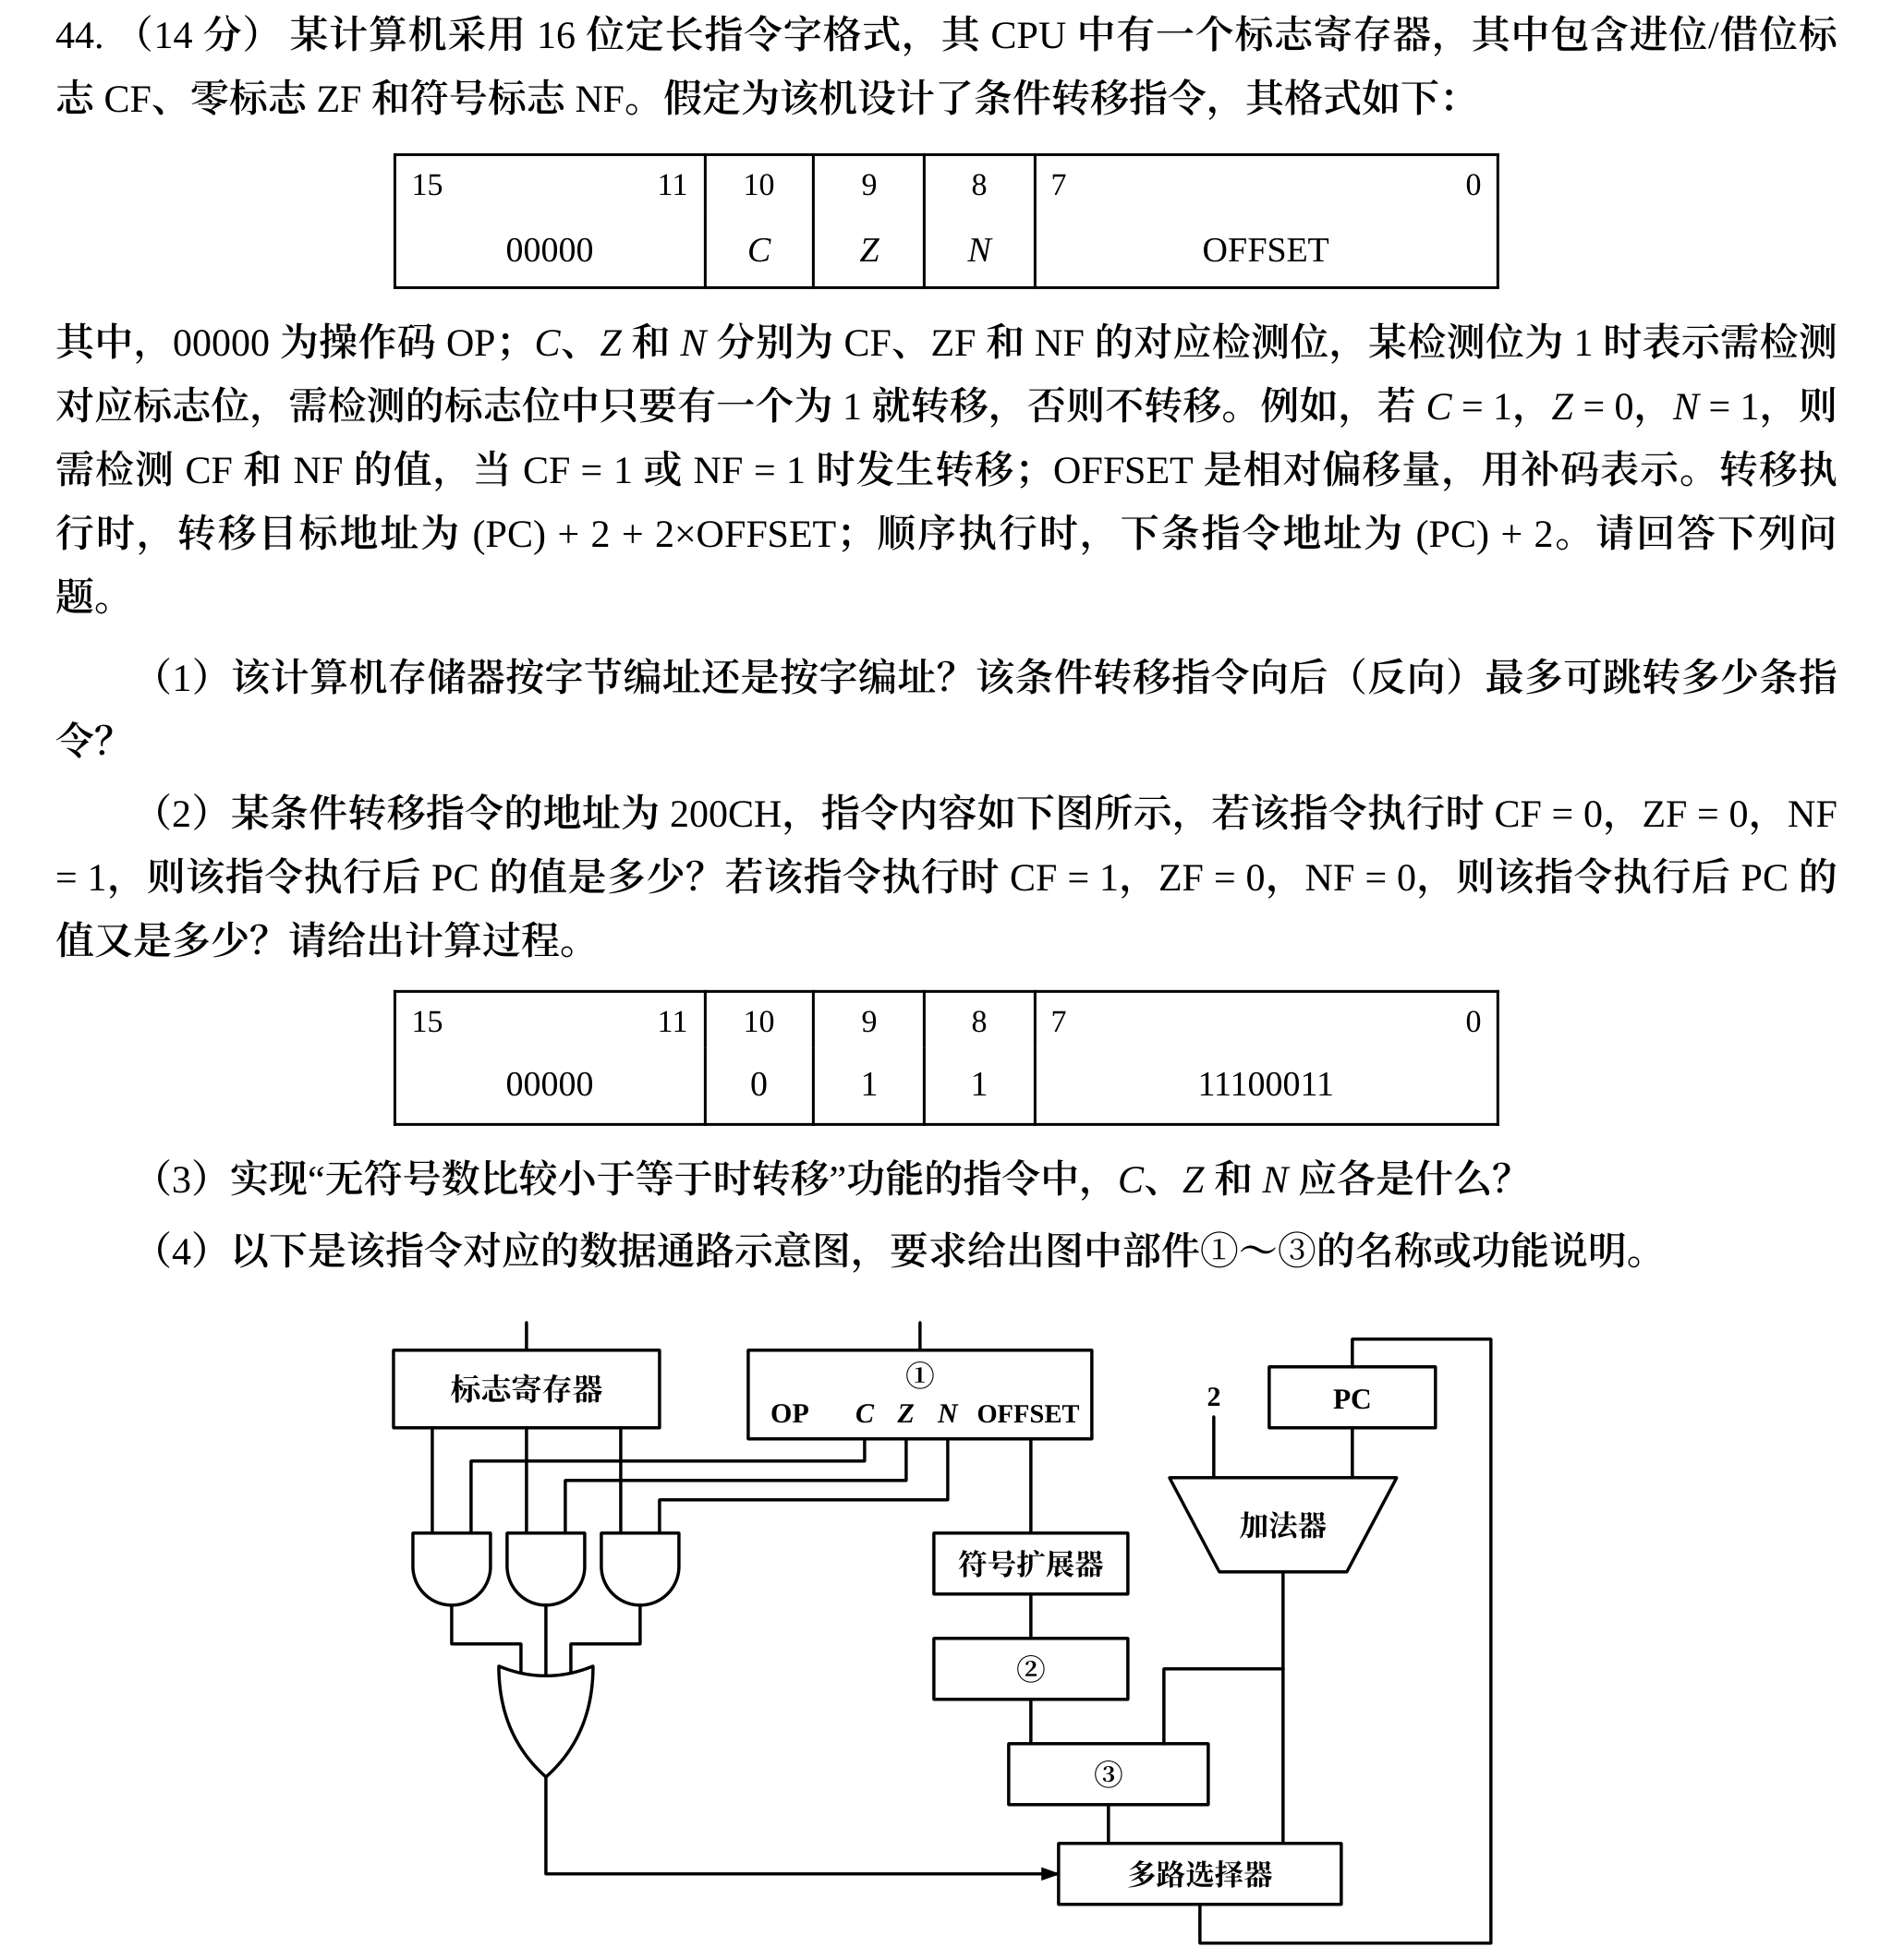 44. （14 分） 某计算机采用 16 位定长指令字格式，其 CPU 中有一个标志寄存器，其中包含进位/借位标
志 CF、零标志 ZF 和符号标志 NF。假定为该机设计了条件转移指令，其格式如下：
15 11 10 9 8 7 0
00000 C Z N OFFSET
其中，00000 为操作码 OP；C、Z 和 N 分别为 CF、ZF 和 NF 的对应检测位，某检测位为 1 时表示需检测
对应标志位，需检测的标志位中只要有一个为 1 就转移，否则不转移。例如，若 C = 1，Z = 0，N = 1，则
需检测 CF 和 NF 的值，当 CF = 1 或 NF = 1 时发生转移；OFFSET 是相对偏移量，用补码表示。转移执
行时，转移目标地址为 (PC) + 2 + 2×OFFSET；顺序执行时，下条指令地址为 (PC) + 2。请回答下列问
题。
（1）该计算机存储器按字节编址还是按字编址？该条件转移指令向后（反向）最多可跳转多少条指
令？
（2）某条件转移指令的地址为 200CH，指令内容如下图所示，若该指令执行时 CF = 0，ZF = 0，NF
= 1，则该指令执行后 PC 的值是多少？若该指令执行时 CF = 1，ZF = 0，NF = 0，则该指令执行后 PC 的
值又是多少？请给出计算过程。
15 11 10 9 8 7 0
00000 0 1 1 11100011
（3）实现“无符号数比较小于等于时转移”功能的指令中，C、Z 和 N 应各是什么？
（4）以下是该指令对应的数据通路示意图，要求给出图中部件①～③的名称或功能说明。
标志寄存器
①
OP C Z N OFFSET
2
PC
加法器
符号扩展器
②
③
多路选择器